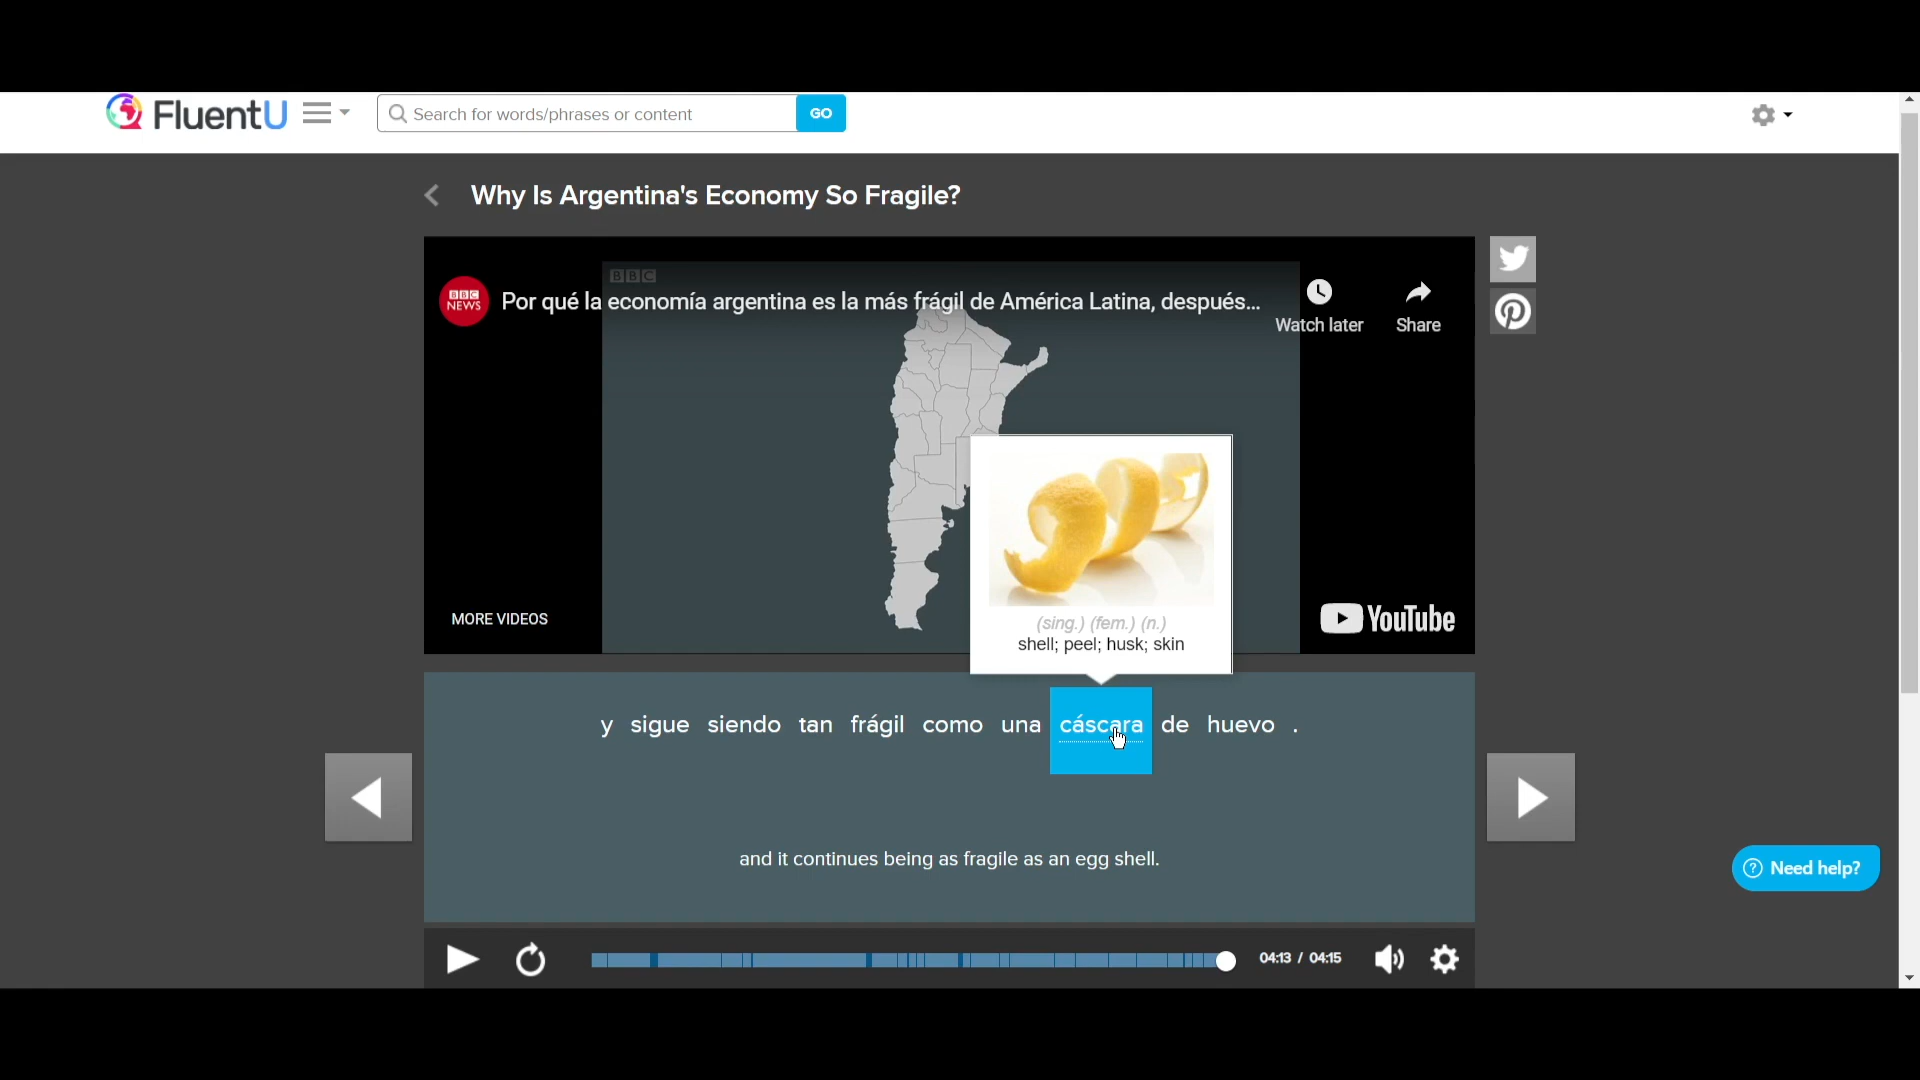 FluentU
Search for words/phrases or content
GO
Why Is Argentina's Economy So Fragile?
BBC
BBC
NEWS
Por qué la economía argentina es la más frágil de América Latina, después...
Watch later
Share
MORE VIDEOS
YouTube
(sing.) (fem.) (n.)
shell; peel; husk; skin
y sigue siendo tan frágil como una cáscara de huevo .
and it continues being as fragile as an egg shell.
? Need help?
04:13 / 04:15